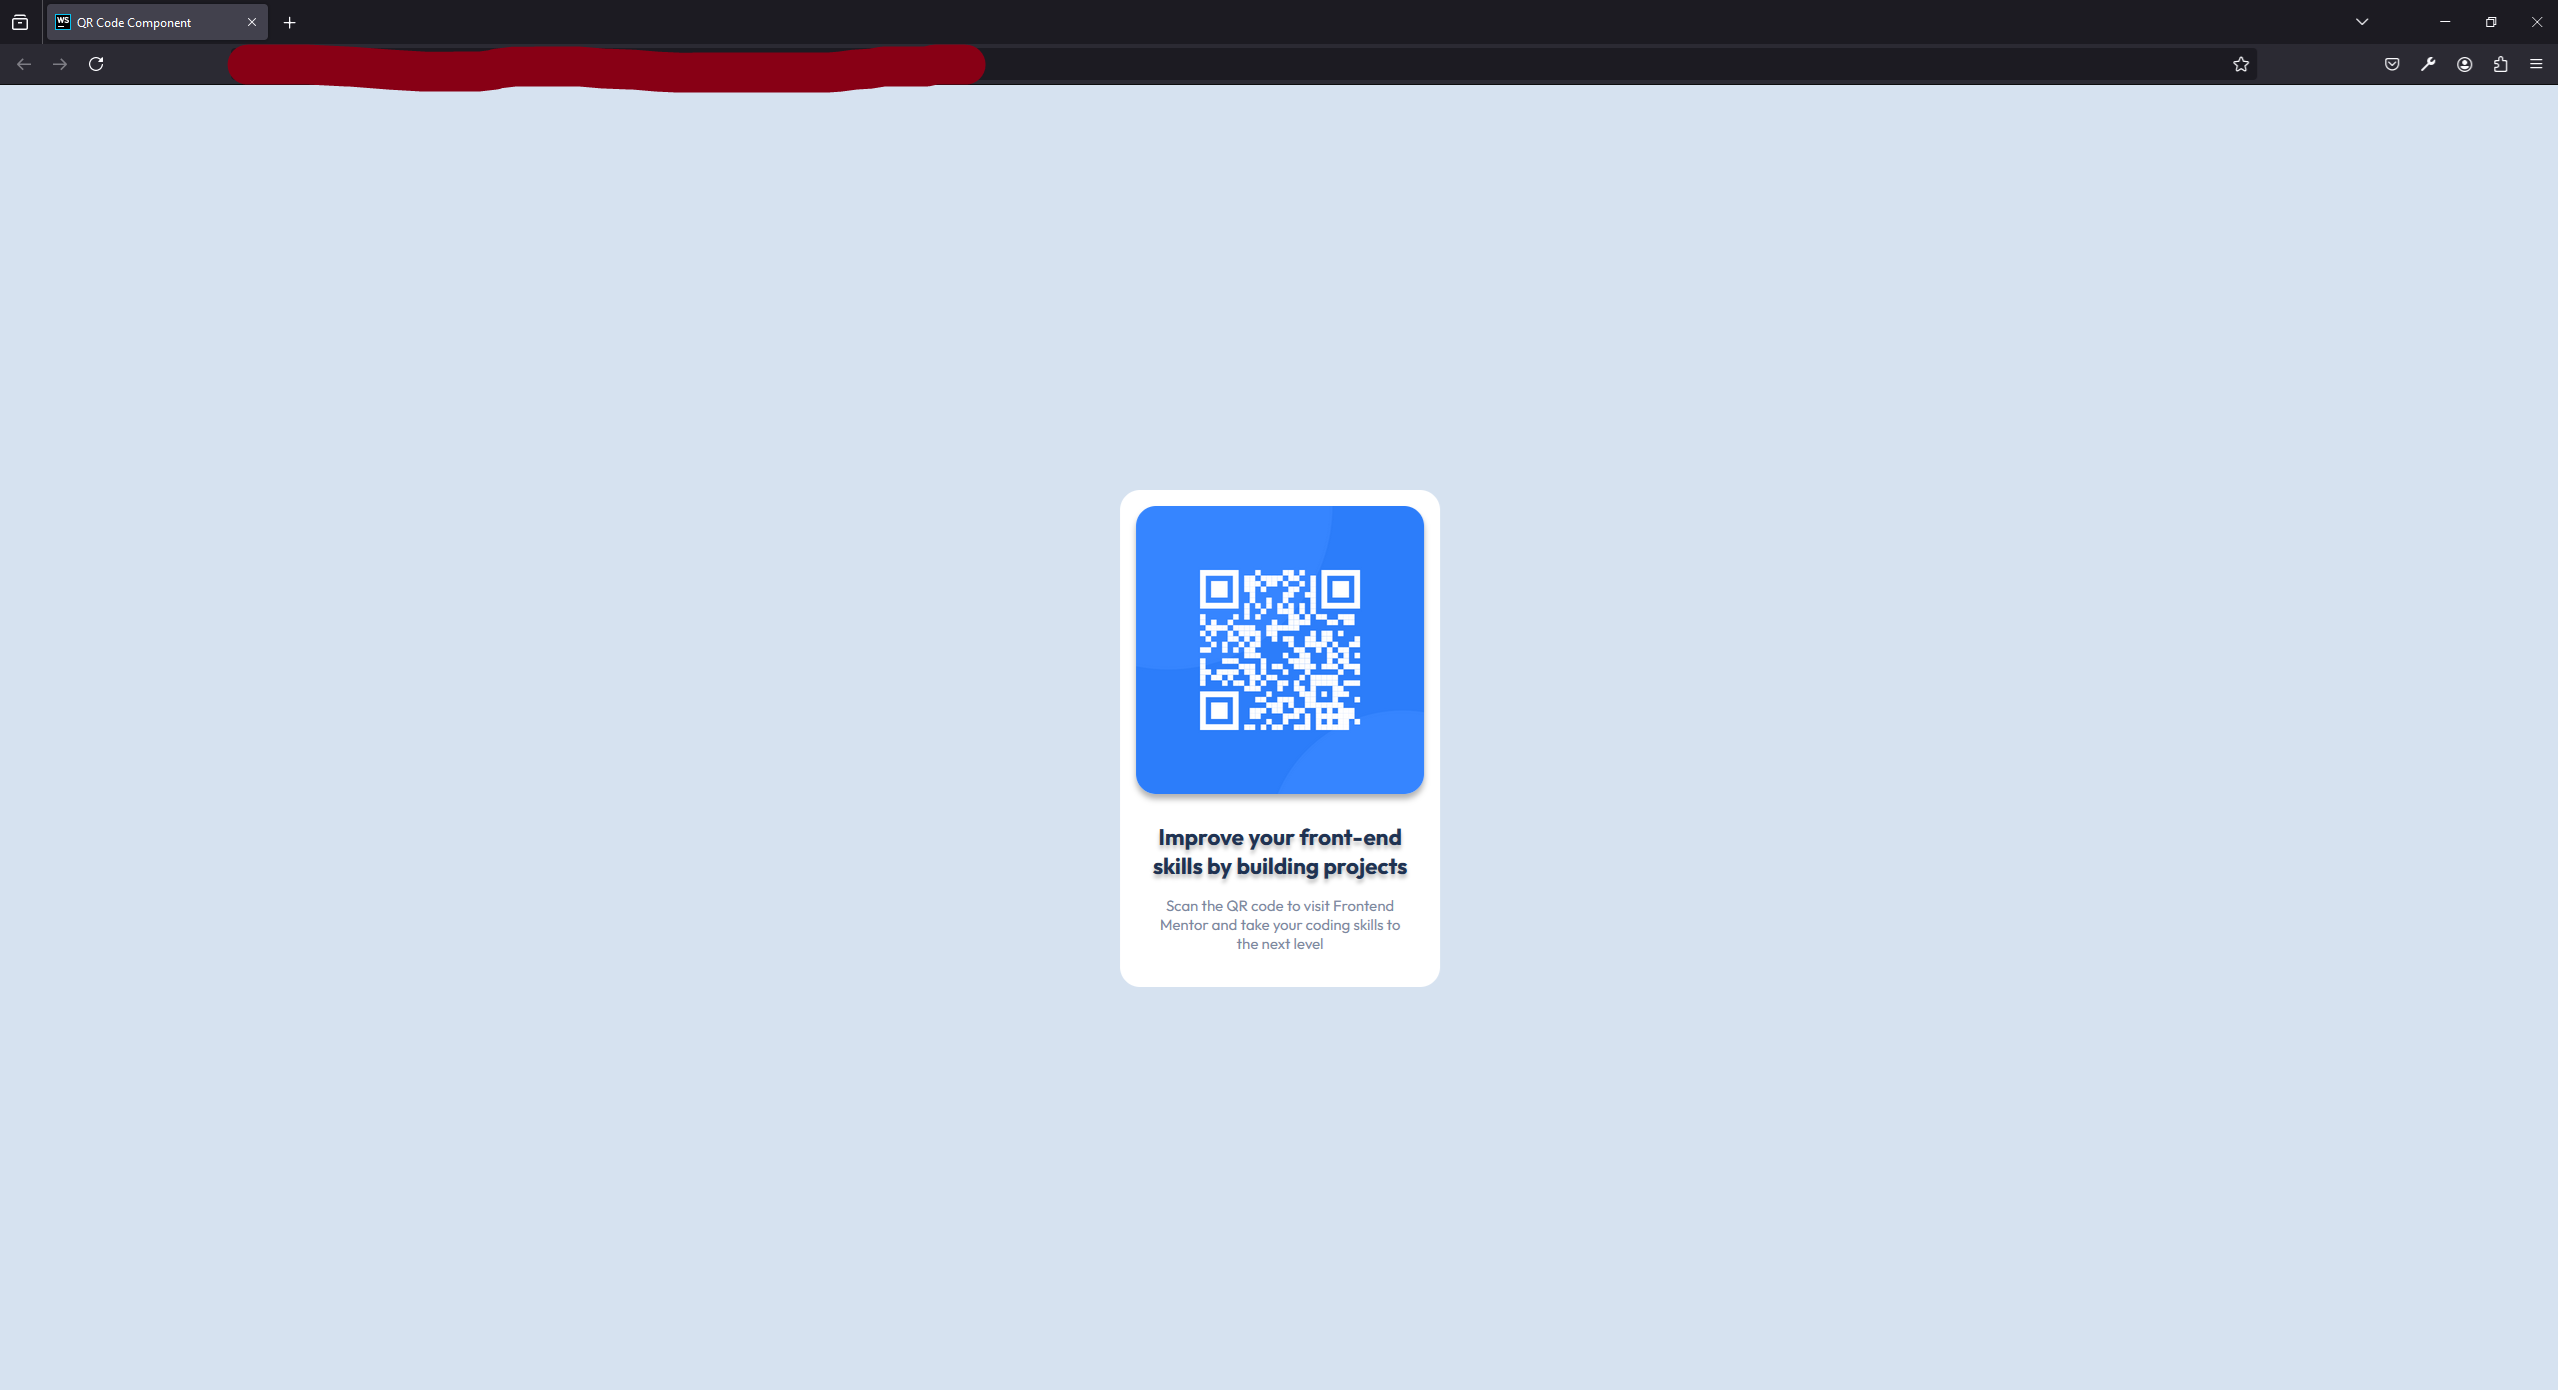 WS
QR Code Component
Improve your front-end
skills by building projects
Scan the QR code to visit Frontend
Mentor and take your coding skills to
the next level